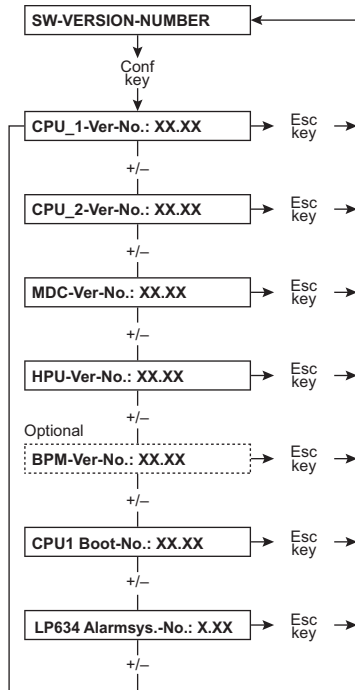 SW-VERSION-NUMBER
Conf
key
CPU_1-Ver-No.: XX.XX
Esc
key
+/–
CPU_2-Ver-No.: XX.XX
Esc
key
+/–
MDC-Ver-No.: XX.XX
Esc
key
+/–
HPU-Ver-No.: XX.XX
Esc
key
+/–
Optional
BPM-Ver-No.: XX.XX
Esc
key
+/–
CPU1 Boot-No.: XX.XX
Esc
key
+/–
LP634 Alarmsys.-No.: X.XX
Esc
key
+/–